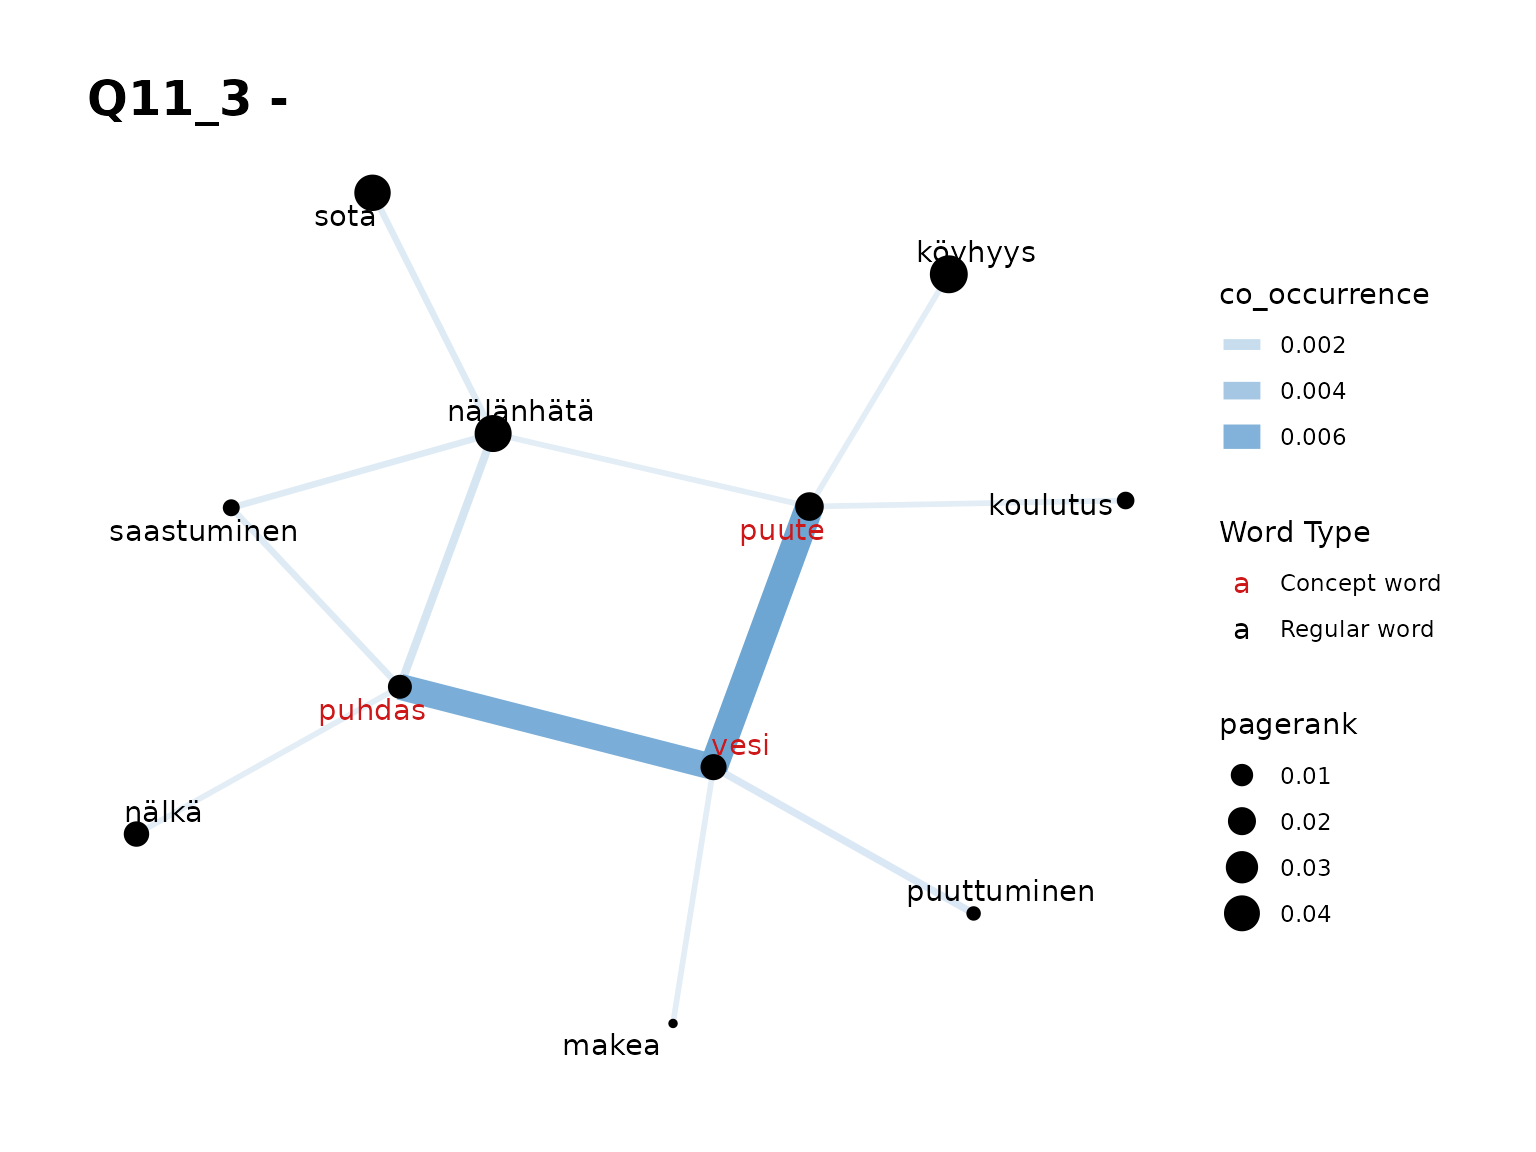 Q11_3 -
sota
köyhyys
nälänhätä
saastuminen
puute
koulutus
puhdas
vesi
nälkä
puuttuminen
makea
co_occurrence
0.002
0.004
0.006
Word Type
a Concept word
a Regular word
pagerank
0.01
0.02
0.03
0.04